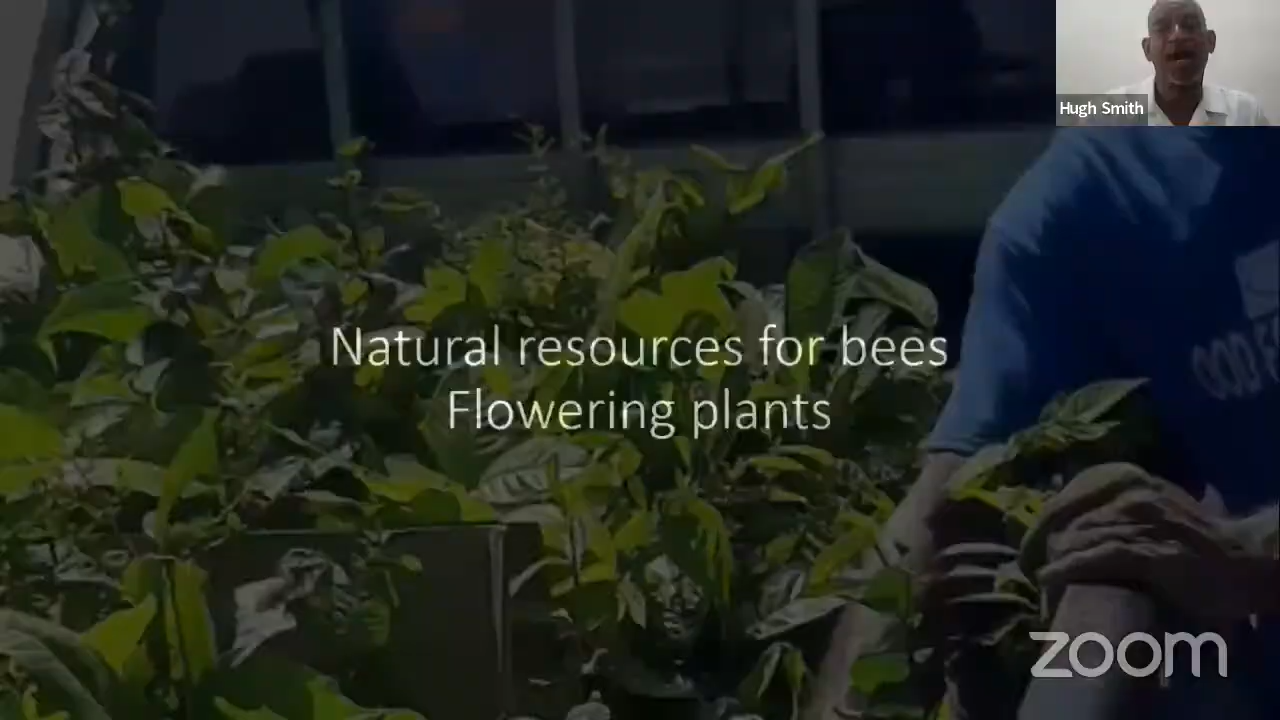 Hugh Smith
Natural resources for bees
Flowering plants
zoom